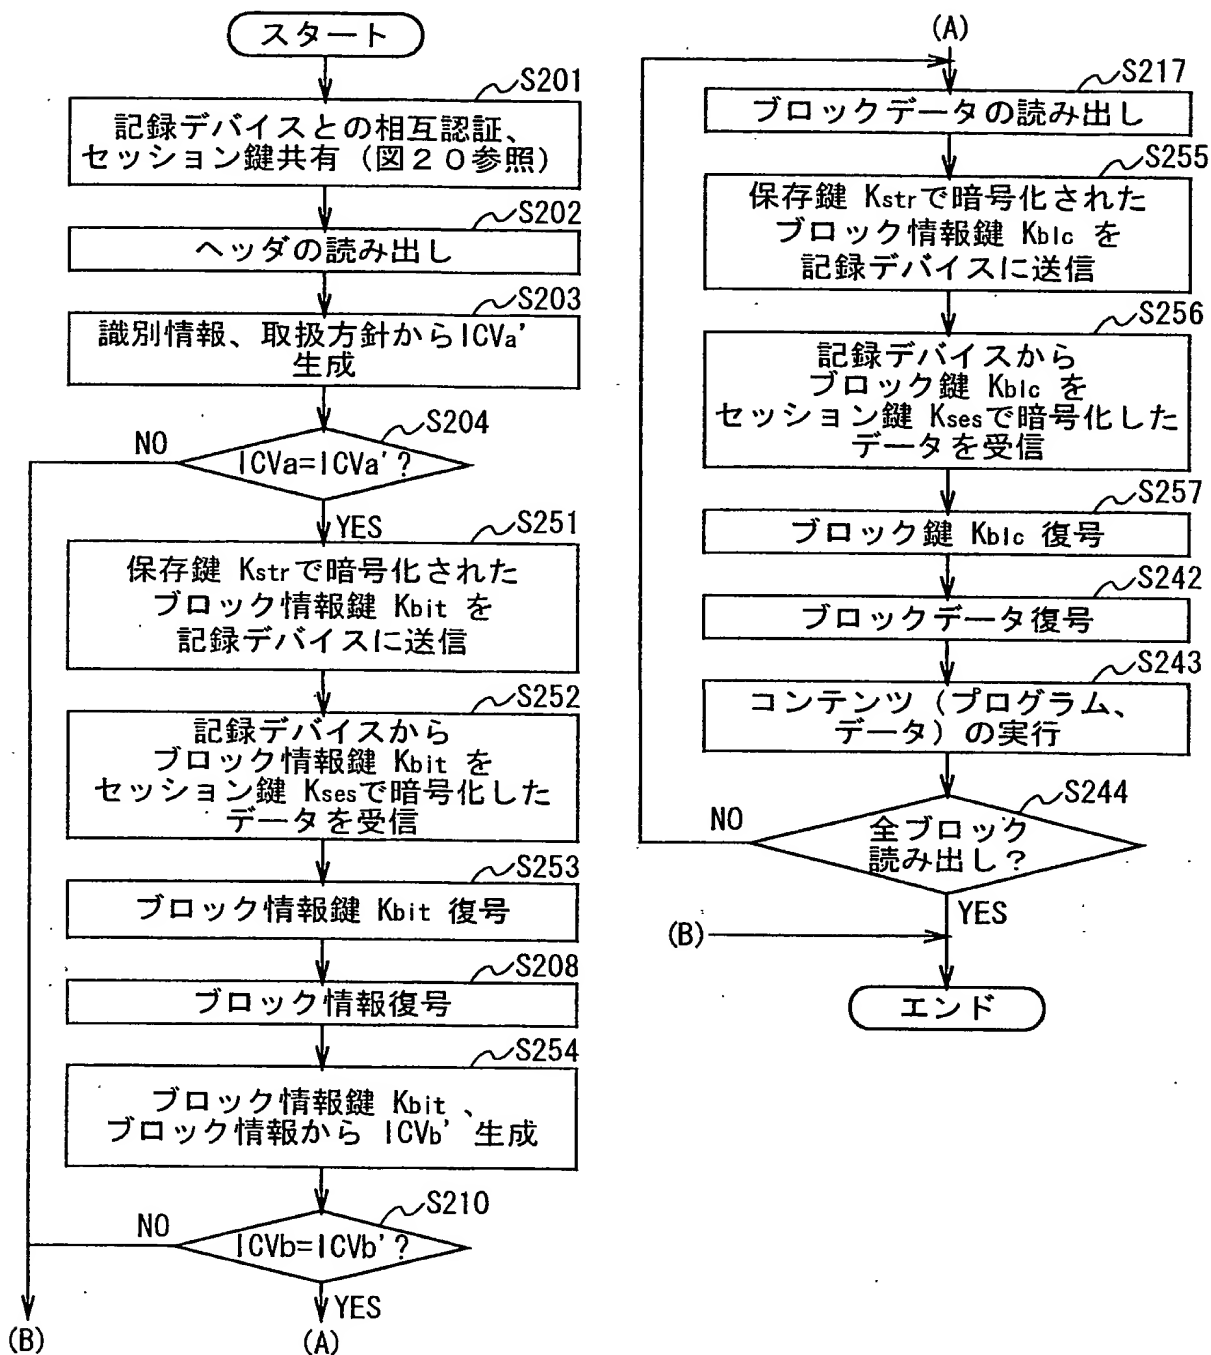 スタート
S201
記録デバイスとの相互認証、
セッション鍵共有（図２０参照）
S202
ヘッダの読み出し
S203
識別情報、取扱方針からICVa'
生成
S204
ICVa=ICVa'?
NO
YES
S251
保存鍵 Kstrで暗号化された
ブロック情報鍵 Kbit を
記録デバイスに送信
S252
記録デバイスから
ブロック情報鍵 Kbit を
セッション鍵 Ksesで暗号化した
データを受信
S253
ブロック情報鍵 Kbit 復号
S208
ブロック情報復号
S254
ブロック情報鍵 Kbit 、
ブロック情報から ICVb' 生成
S210
ICVb=ICVb'?
NO
YES
(B)
(A)
(A)
S217
ブロックデータの読み出し
S255
保存鍵 Kstrで暗号化された
ブロック情報鍵 Kblc を
記録デバイスに送信
S256
記録デバイスから
ブロック鍵 Kblc を
セッション鍵 Ksesで暗号化した
データを受信
S257
ブロック鍵 Kblc 復号
S242
ブロックデータ復号
S243
コンテンツ（プログラム、
データ）の実行
S244
全ブロック
読み出し？
NO
YES
(B)
エンド